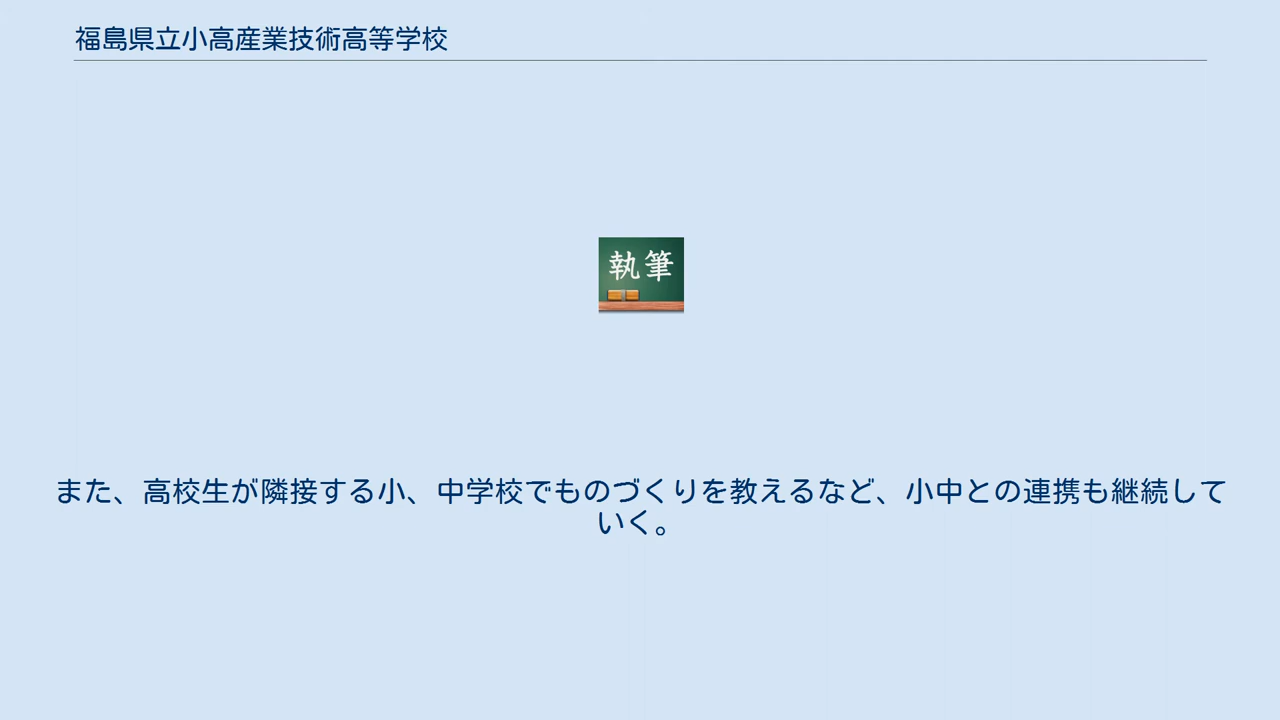 福島県立小高産業技術高等学校
執筆
また、高校生が隣接する小、中学校でものづくりを教えるなど、小中との連携も継続して
いく。